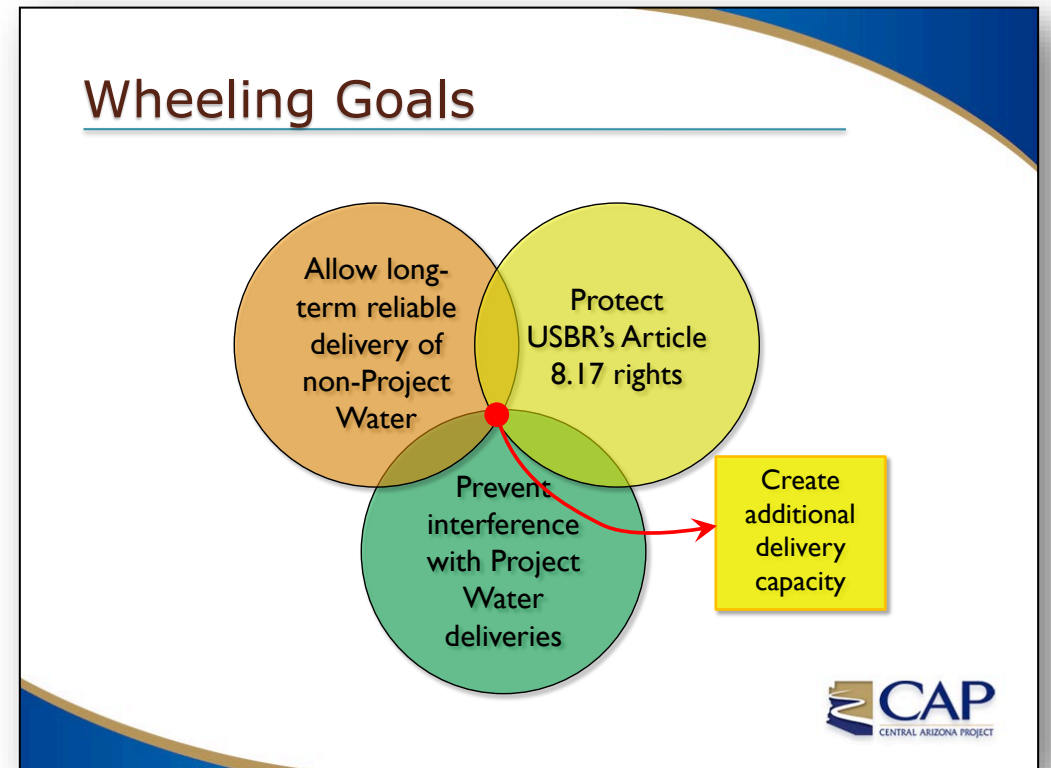 Wheeling Goals
Allow long-
term reliable
delivery of
non-Project
Water
Protect
USBR's Article
8.17 rights
Prevent
interference
with Project
Water
deliveries
Create
additional
delivery
capacity
CAP
CENTRAL ARIZONA PROJECT